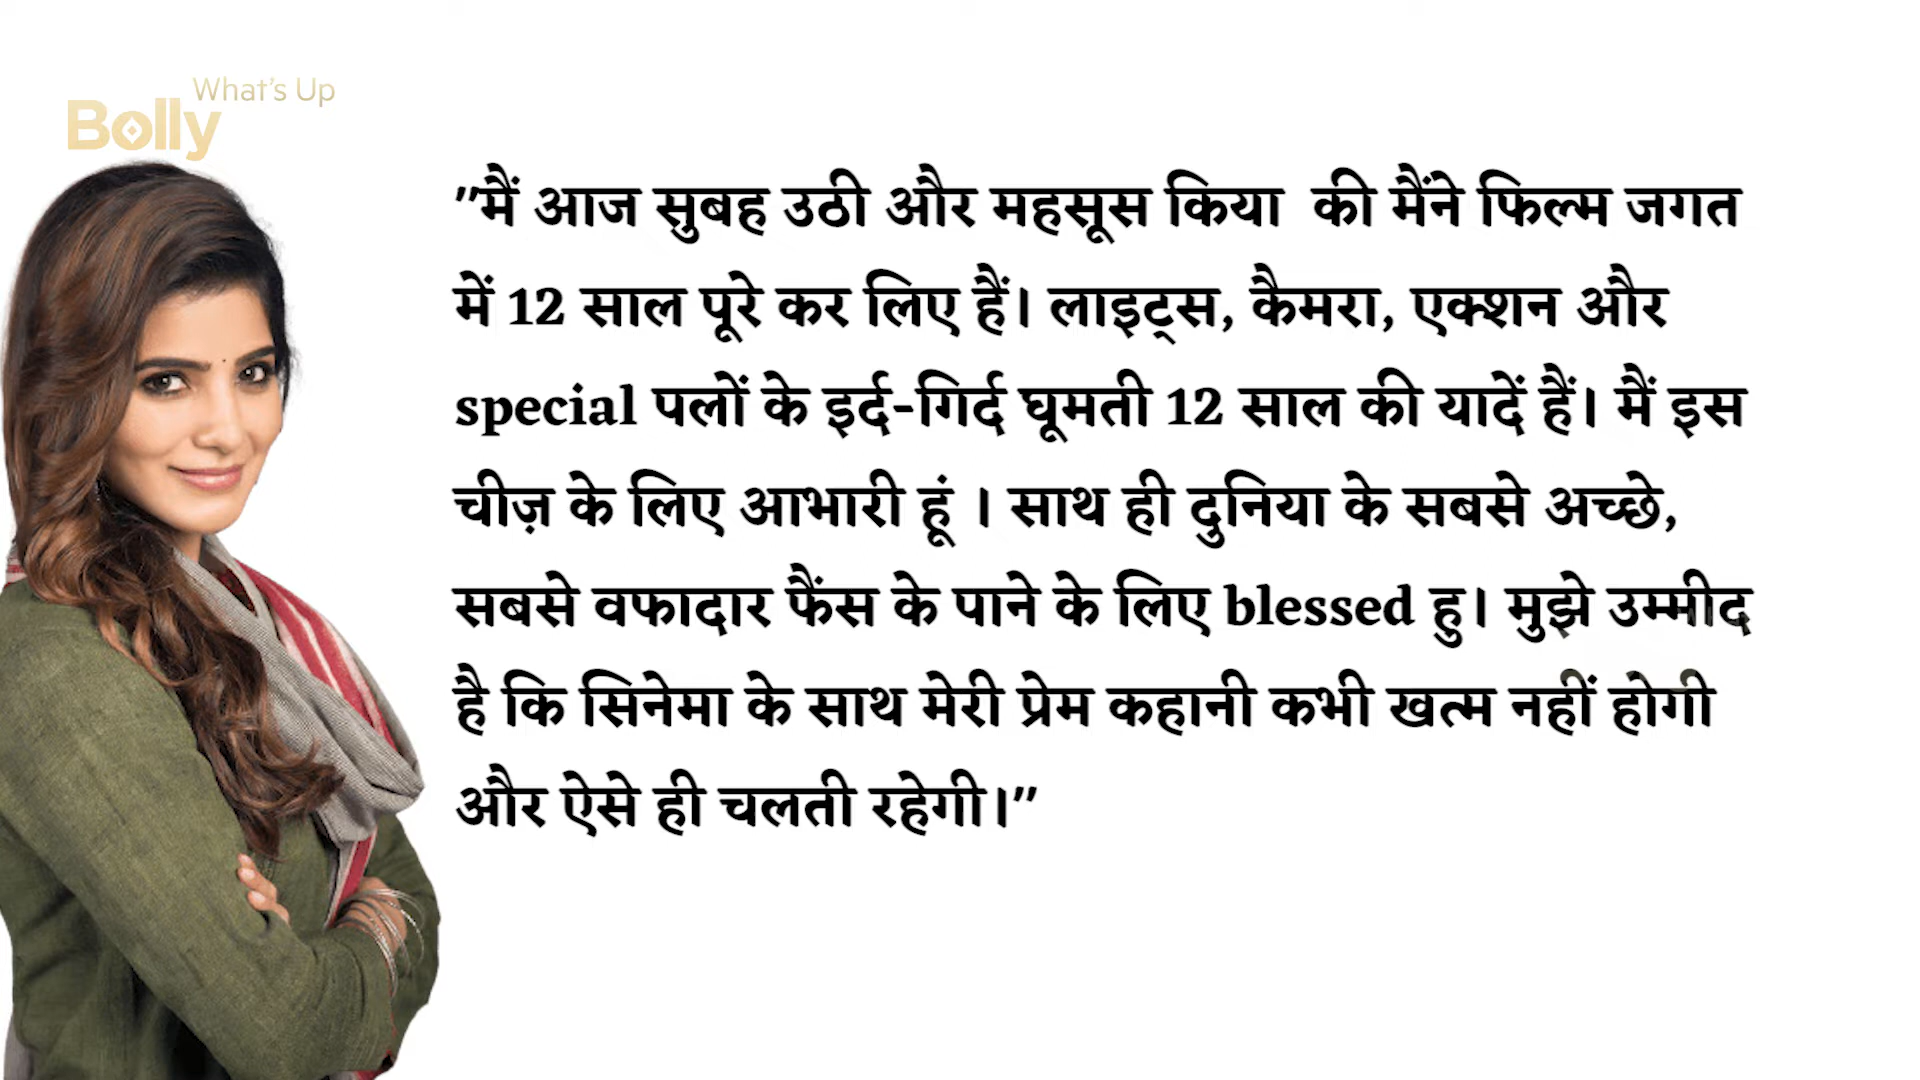 What's Up
Bolly
"मैं आज सुबह उठी और महसूस किया की मैंने फिल्म जगत
में 12 साल पूरे कर लिए हैं। लाइट्स, कैमरा, एक्शन और
special पलों के इर्द-गिर्द घूमती 12 साल की यादें हैं। मैं इस
चीज़ के लिए आभारी हूं । साथ ही दुनिया के सबसे अच्छे,
सबसे वफादार फैंस के पाने के लिए blessed हु। मुझे उम्मीद
है कि सिनेमा के साथ मेरी प्रेम कहानी कभी खत्म नहीं होगी
और ऐसे ही चलती रहेगी।"